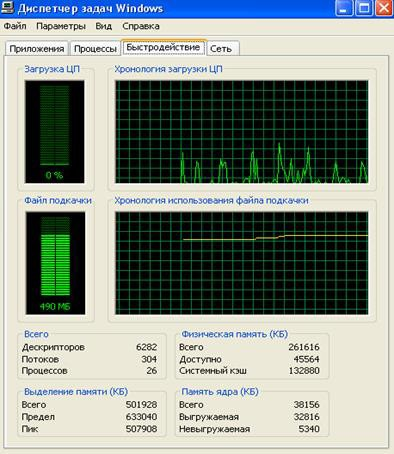 Диспетчер задач Windows
Файл Параметры Вид Справка
Приложения Процессы Быстродействие Сеть
Загрузка ЦП Хронология загрузки ЦП
0 %
Файл подкачки Хронология использования файла подкачки
490 МБ
Всего Физическая память (КБ)
Дескрипторов 6282 Всего 261616
Потоков 304 Доступно 45564
Процессов 26 Системный кэш 132880
Выделение памяти (КБ) Память ядра (КБ)
Всего 501928 Всего 38156
Предел 633040 Выгружаемая 32816
Пик 507908 Невыгружаемая 5340